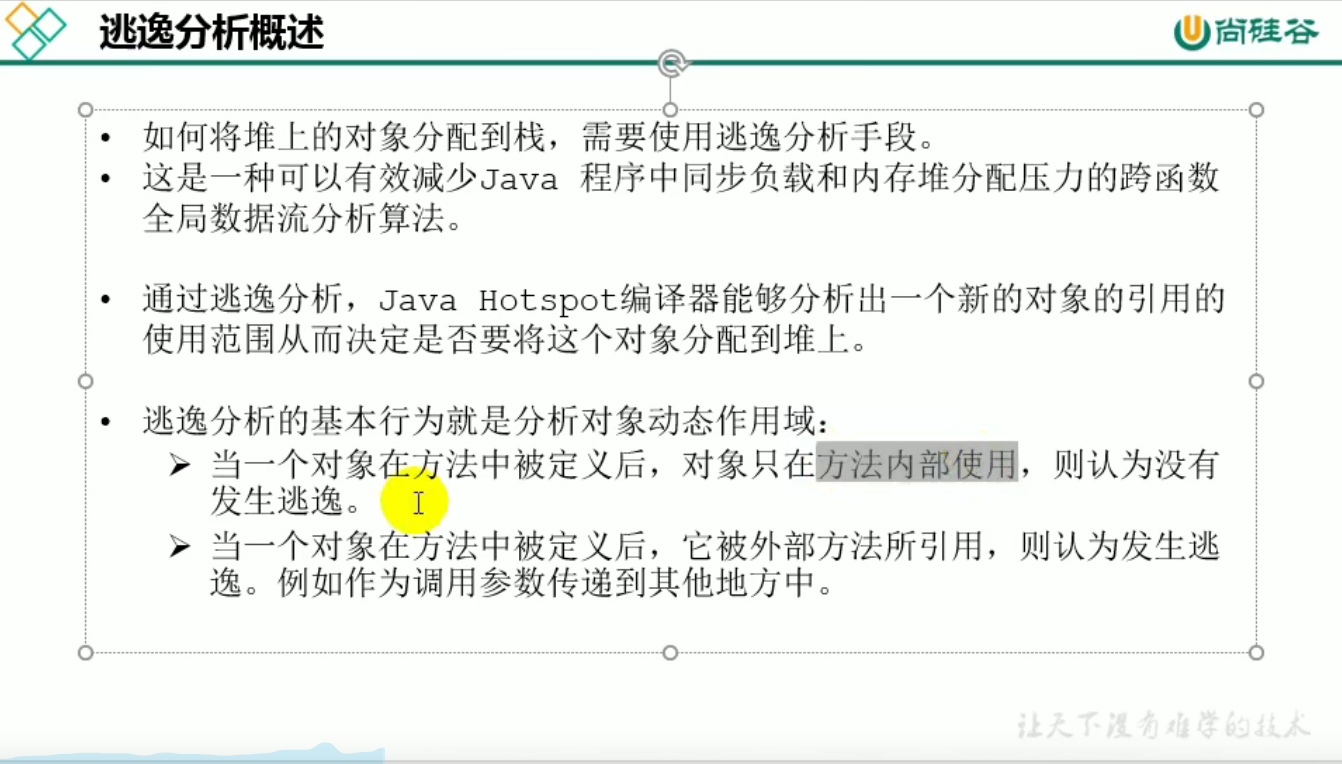 逃逸分析概述
尚硅谷
• 如何将堆上的对象分配到栈，需要使用逃逸分析手段。
• 这是一种可以有效减少Java 程序中同步负载和内存堆分配压力的跨函数
全局数据流分析算法。
• 通过逃逸分析，Java Hotspot编译器能够分析出一个新的对象的引用的
使用范围从而决定是否要将这个对象分配到堆上。
• 逃逸分析的基本行为就是分析对象动态作用域：
➢ 当一个对象在方法中被定义后，对象只在方法内部使用，则认为没有
发生逃逸。
➢ 当一个对象在方法中被定义后，它被外部方法所引用，则认为发生逃
逸。例如作为调用参数传递到其他地方中。
让天下没有难学的技术